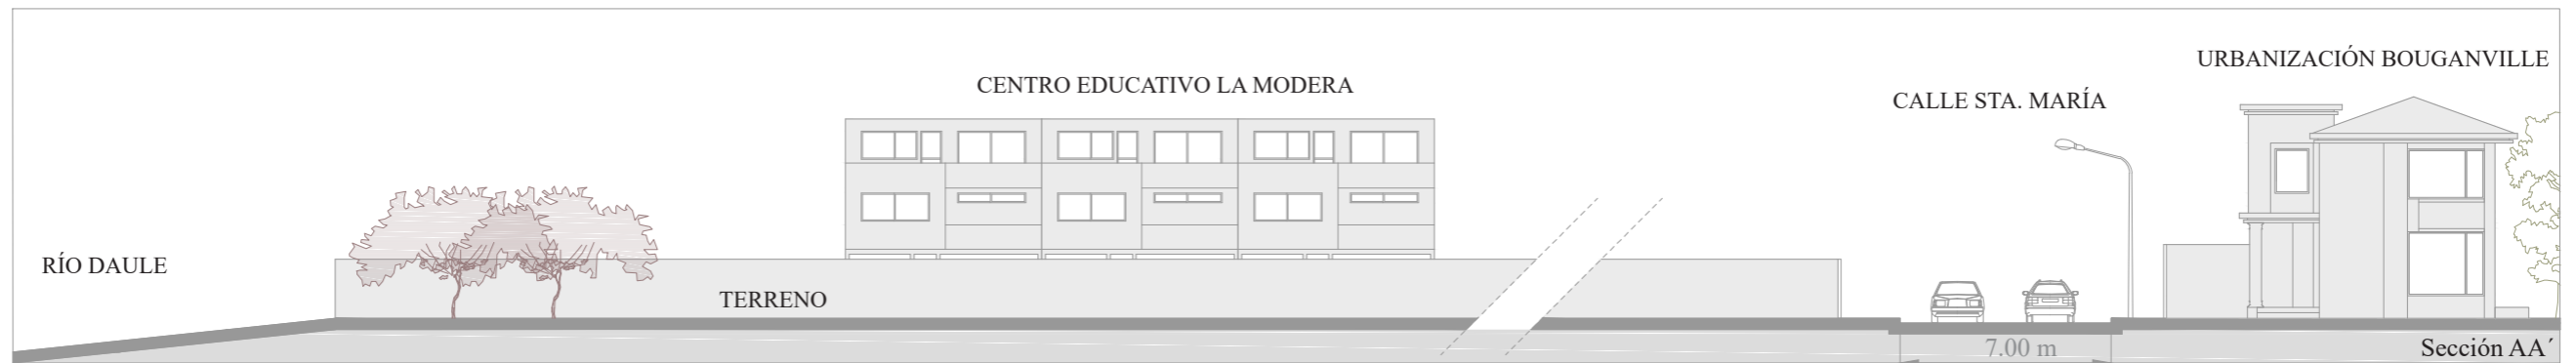 URBANIZACIÓN BOUGANVILLE
CENTRO EDUCATIVO LA MODERA
CALLE STA. MARÍA
RÍO DAULE
TERRENO
7.00 m
Sección AA´